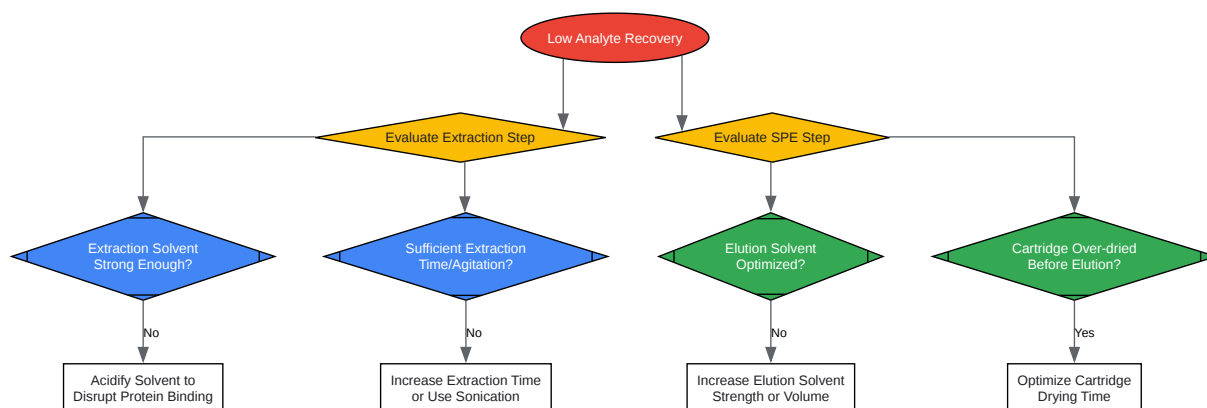 Low Analyte Recovery
Evaluate Extraction Step
Evaluate SPE Step
Extraction Solvent
Strong Enough?
Sufficient Extraction
Time/Agitation?
Elution Solvent
Optimized?
Cartridge Over-dried
Before Elution?
No
No
No
Yes
Acidify Solvent to
Disrupt Protein Binding
Increase Extraction Time
or Use Sonication
Increase Elution Solvent
Strength or Volume
Optimize Cartridge
Drying Time